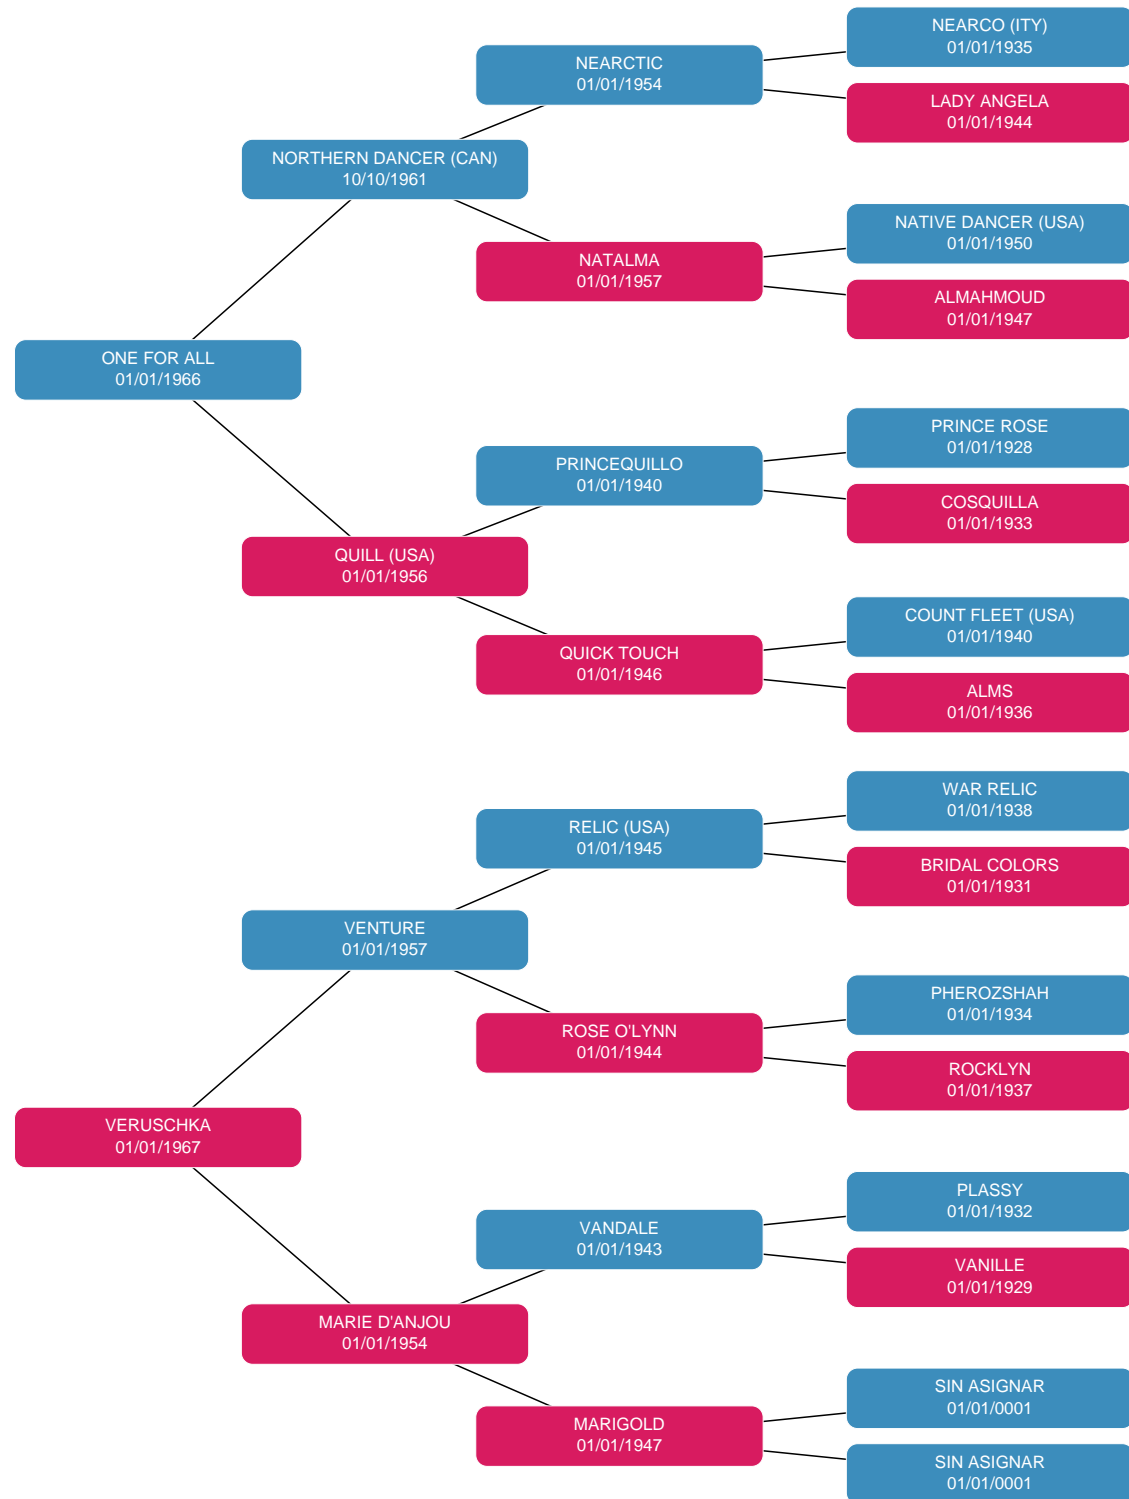 NEARCO (ITY)
01/01/1935
NEARCTIC
01/01/1954
LADY ANGELA
01/01/1944
NORTHERN DANCER (CAN)
10/10/1961
NATIVE DANCER (USA)
01/01/1950
NATALMA
01/01/1957
ALMAHMOUD
01/01/1947
ONE FOR ALL
01/01/1966
PRINCE ROSE
01/01/1928
PRINCEQUILLO
01/01/1940
COSQUILLA
01/01/1933
QUILL (USA)
01/01/1956
COUNT FLEET (USA)
01/01/1940
QUICK TOUCH
01/01/1946
ALMS
01/01/1936
WAR RELIC
01/01/1938
RELIC (USA)
01/01/1945
BRIDAL COLORS
01/01/1931
VENTURE
01/01/1957
PHEROZSHAH
01/01/1934
ROSE O'LYNN
01/01/1944
ROCKLYN
01/01/1937
VERUSCHKA
01/01/1967
PLASSY
01/01/1932
VANDALE
01/01/1943
VANILLE
01/01/1929
MARIE D'ANJOU
01/01/1954
SIN ASIGNAR
01/01/0001
MARIGOLD
01/01/1947
SIN ASIGNAR
01/01/0001